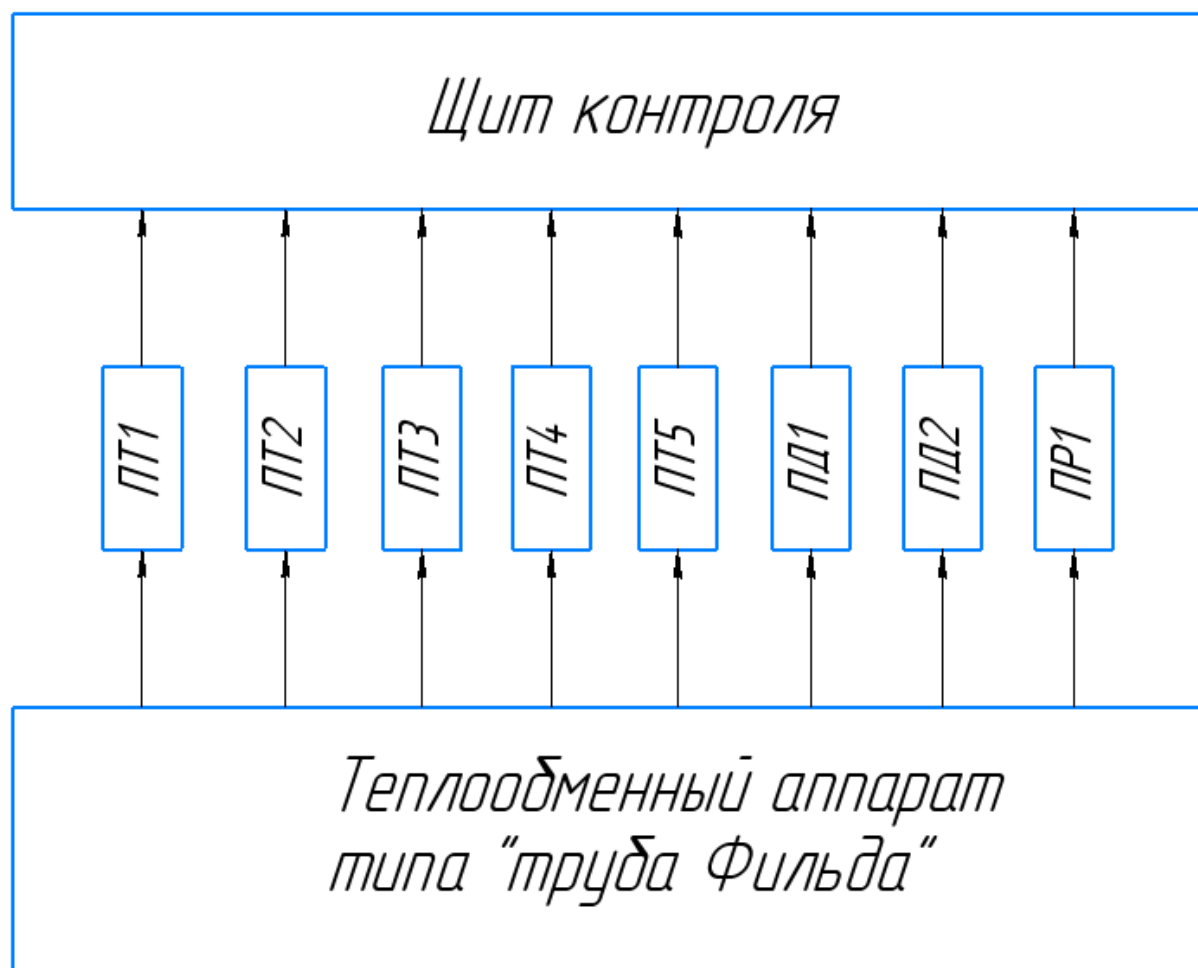 Щит контроля
ПТ1
ПТ2
ПТ3
ПТ4
ПТ5
ПД1
ПД2
ПР1
Теплообменный аппарат
типа "труба Фильда"